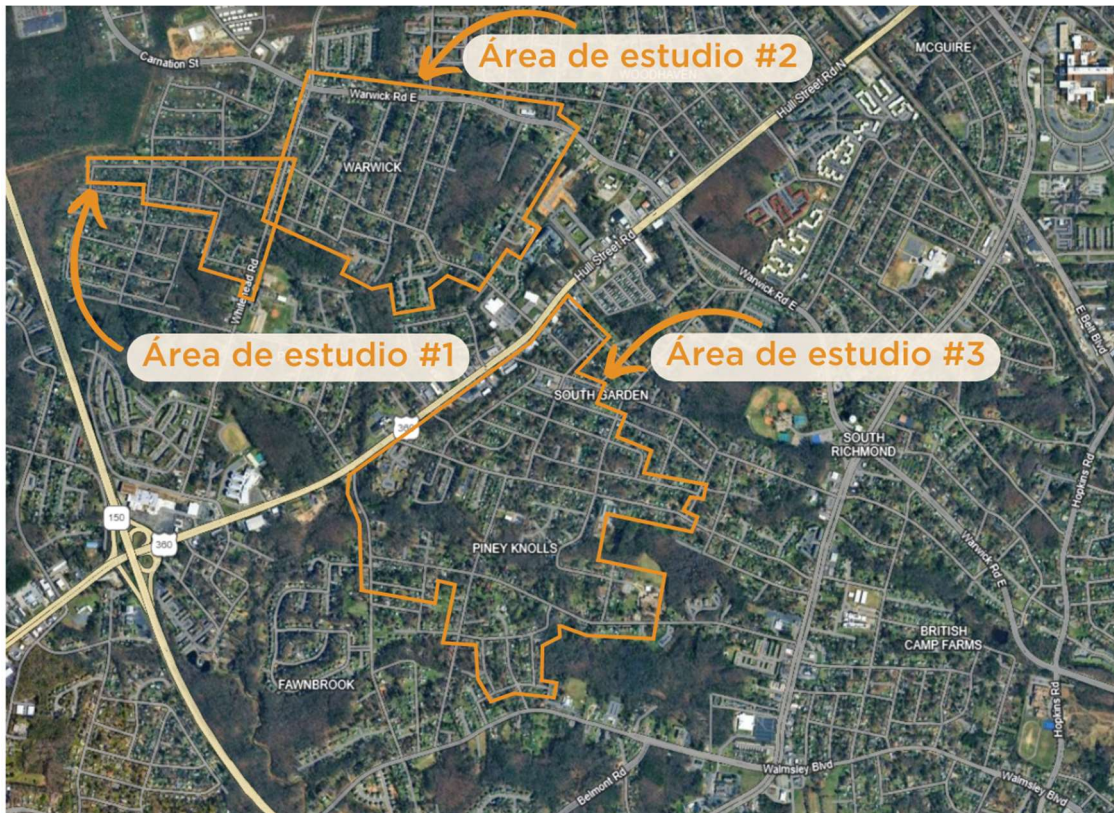 Carnation St
Área de estudio #2
MCGUIRE
WOODHAVEN
Hull Street Rd N
Warwick Rd E
WARWICK
Hull Street Rd
Whitehead Rd
Warwick Rd E
E Belt Blvd
Área de estudio #1
Área de estudio #3
SOUTH GARDEN
360
SOUTH
RICHMOND
Hopkins Rd
150
360
PINEY KNOLLS
Warwick Rd E
BRITISH
CAMP FARMS
FAWNBROOK
Hopkins Rd
Walmsley Blvd
Belmont Rd
Walmsley Blvd